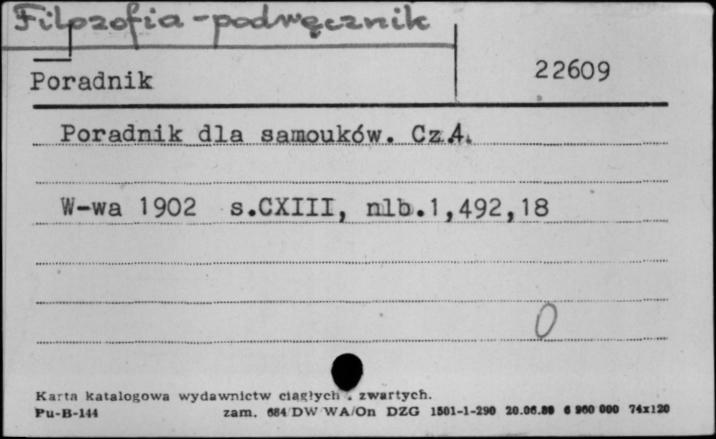 Filozofia - podręcznik
Poradnik
22609
Poradnik dla samouków. Cz.4.
W-wa 1902 s.CXIII, nlb.1,492,18
0
Karta katalogowa wydawnictw ciągłych . zwartych.
Pu-B-144 zam. 684/DW WA/On DZG 1501-1-290 20.06.80 6 960 000 74x120